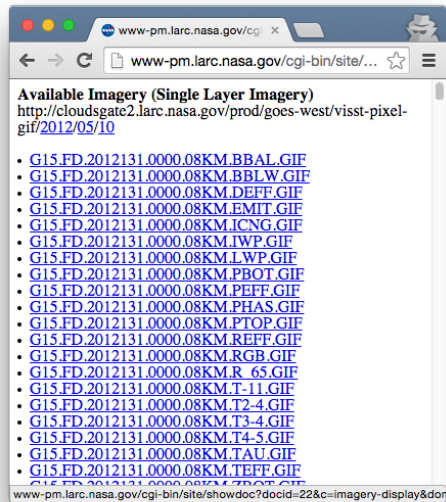 www-pm.larc.nasa.gov/cgi
www-pm.larc.nasa.gov/cgi-bin/site/...
Available Imagery (Single Layer Imagery)
http://cloudsgate2.larc.nasa.gov/prod/goes-west/visst-pixel-
gif/2012/05/10
• G15.FD.2012131.0000.08KM.BBAL.GIF
• G15.FD.2012131.0000.08KM.BBLW.GIF
• G15.FD.2012131.0000.08KM.DEFF.GIF
• G15.FD.2012131.0000.08KM.EMIT.GIF
• G15.FD.2012131.0000.08KM.ICNG.GIF
• G15.FD.2012131.0000.08KM.IWP.GIF
• G15.FD.2012131.0000.08KM.LWP.GIF
• G15.FD.2012131.0000.08KM.PBOT.GIF
• G15.FD.2012131.0000.08KM.PEFF.GIF
• G15.FD.2012131.0000.08KM.PHAS.GIF
• G15.FD.2012131.0000.08KM.PTOP.GIF
• G15.FD.2012131.0000.08KM.REFF.GIF
• G15.FD.2012131.0000.08KM.RGB.GIF
• G15.FD.2012131.0000.08KM.R_65.GIF
• G15.FD.2012131.0000.08KM.T-11.GIF
• G15.FD.2012131.0000.08KM.T2-4.GIF
• G15.FD.2012131.0000.08KM.T3-4.GIF
• G15.FD.2012131.0000.08KM.T4-5.GIF
• G15.FD.2012131.0000.08KM.TAU.GIF
• G15.FD.2012131.0000.08KM.TEFF.GIF
www-pm.larc.nasa.gov/cgi-bin/site/showdoc?docid=22&c=imagery-display&dom